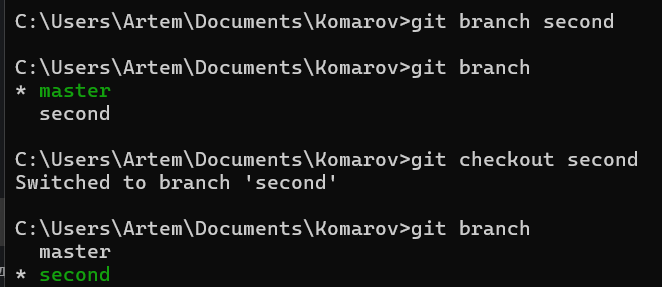 C:\Users\Artem\Documents\Komarov>git branch second
C:\Users\Artem\Documents\Komarov>git branch
* master
  second
C:\Users\Artem\Documents\Komarov>git checkout second
Switched to branch 'second'
C:\Users\Artem\Documents\Komarov>git branch
  master
* second